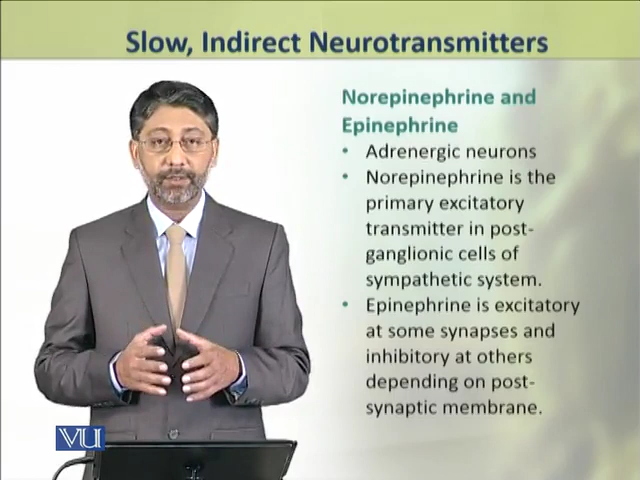 Slow, Indirect Neurotransmitters
Norepinephrine and
Epinephrine
• Adrenergic neurons
• Norepinephrine is the
primary excitatory
transmitter in post-
ganglionic cells of
sympathetic system.
• Epinephrine is excitatory
at some synapses and
inhibitory at others
depending on post-
synaptic membrane.
VU